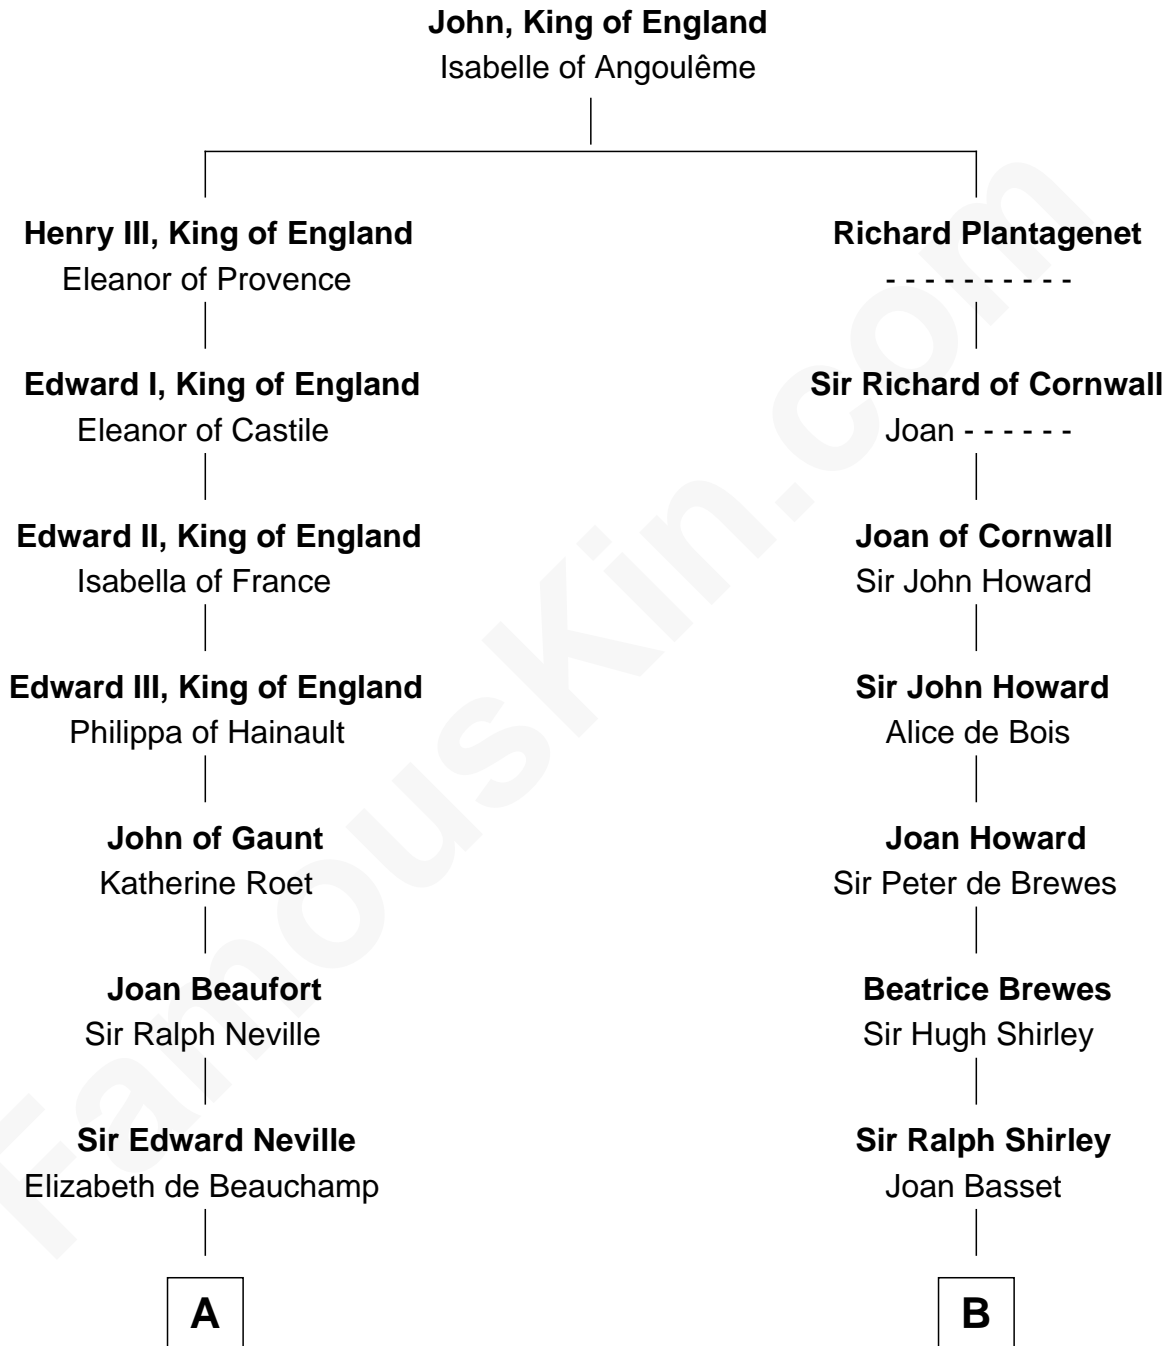 John, King of England
Isabelle of Angoulême
Henry III, King of England
Eleanor of Provence
Richard Plantagenet
- - - - - - - - - -
Edward I, King of England
Eleanor of Castile
Sir Richard of Cornwall
Joan - - - - - -
Edward II, King of England
Isabella of France
Joan of Cornwall
Sir John Howard
Edward III, King of England
Philippa of Hainault
Sir John Howard
Alice de Bois
John of Gaunt
Katherine Roet
Joan Howard
Sir Peter de Brewes
Joan Beaufort
Sir Ralph Neville
Beatrice Brewes
Sir Hugh Shirley
Sir Edward Neville
Elizabeth de Beauchamp
Sir Ralph Shirley
Joan Basset
A
B
FamousKin.com